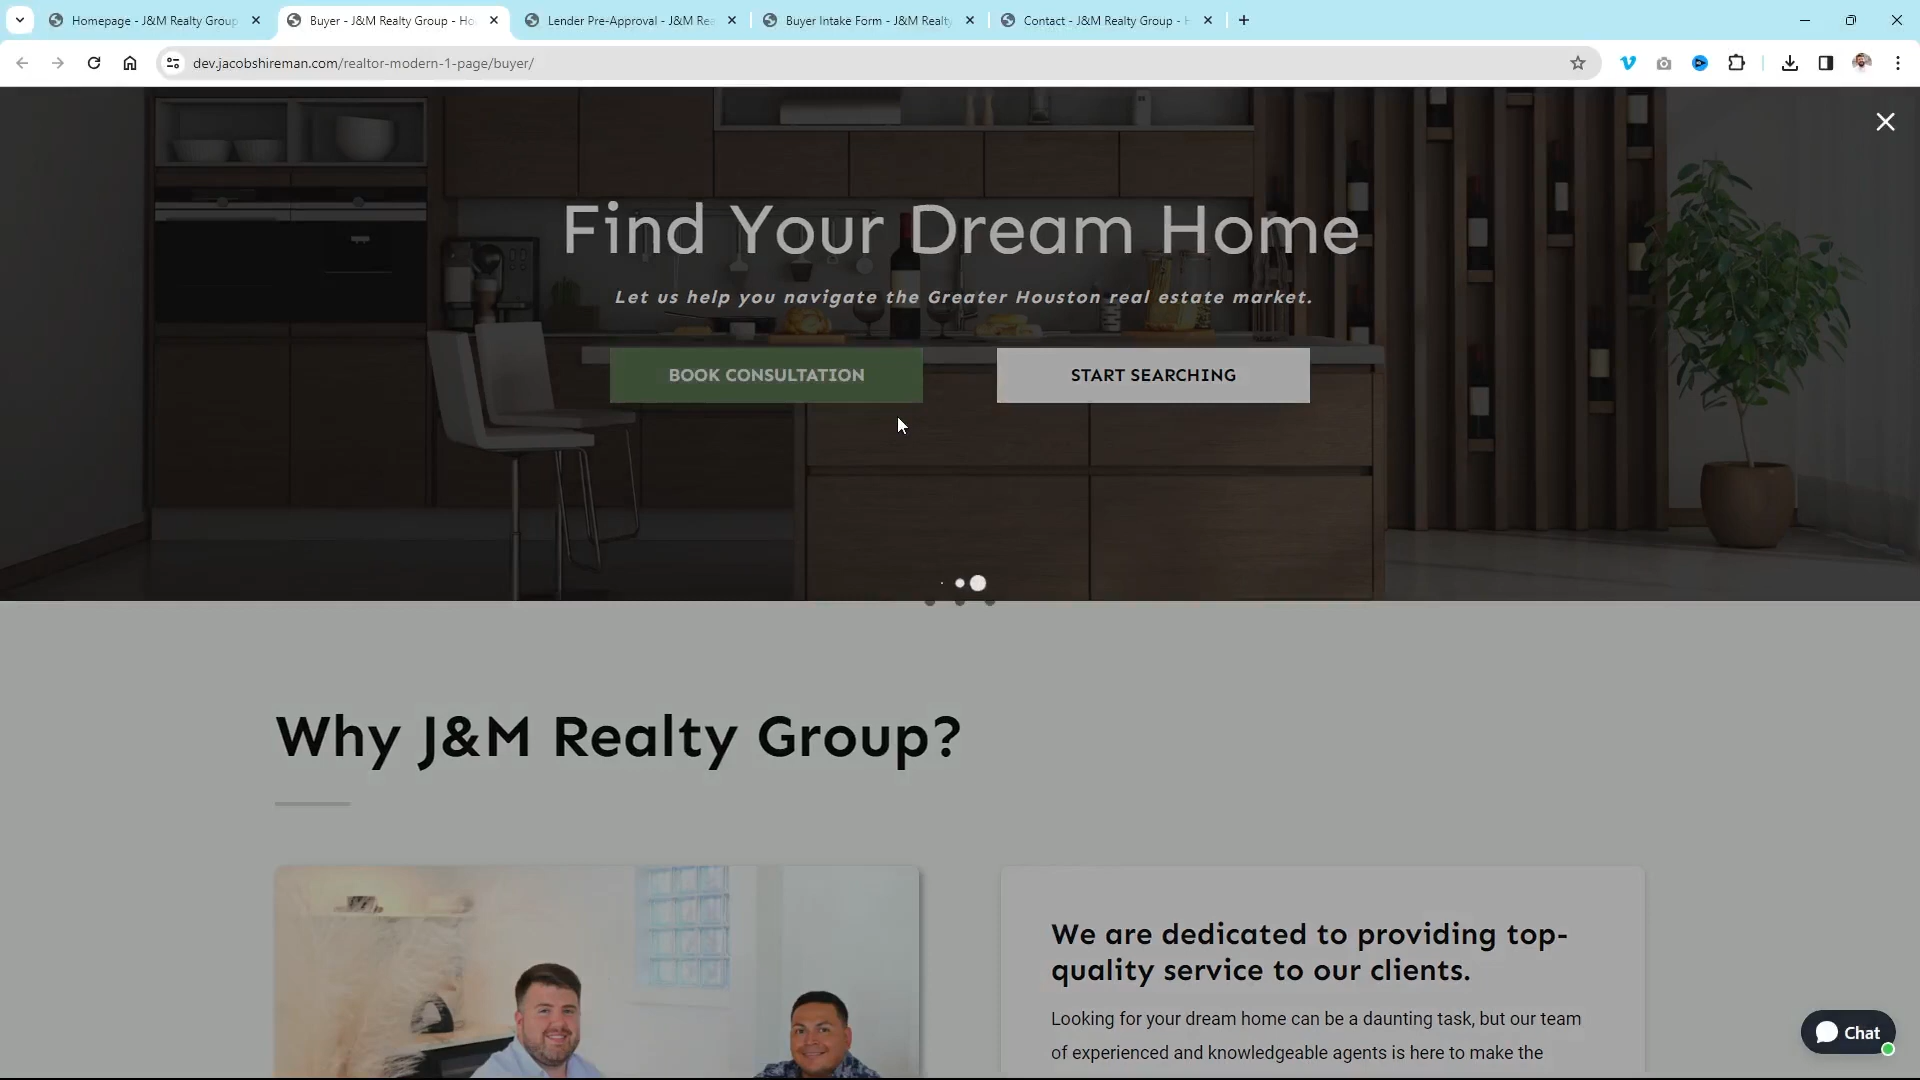 Homepage - J&M Realty Group
Buyer - J&M Realty Group - Ho
Lender Pre-Approval - J&M Rea
Buyer Intake Form - J&M Realty
Contact - J&M Realty Group - H
dev.jacobshireman.com/realtor-modern-1-page/buyer/
Find Your Dream Home
Let us help you navigate the Greater Houston real estate market.
BOOK CONSULTATION
START SEARCHING
Why J&M Realty Group?
We are dedicated to providing top-
quality service to our clients.
Looking for your dream home can be a daunting task, but our team
of experienced and knowledgeable agents is here to make the
Chat